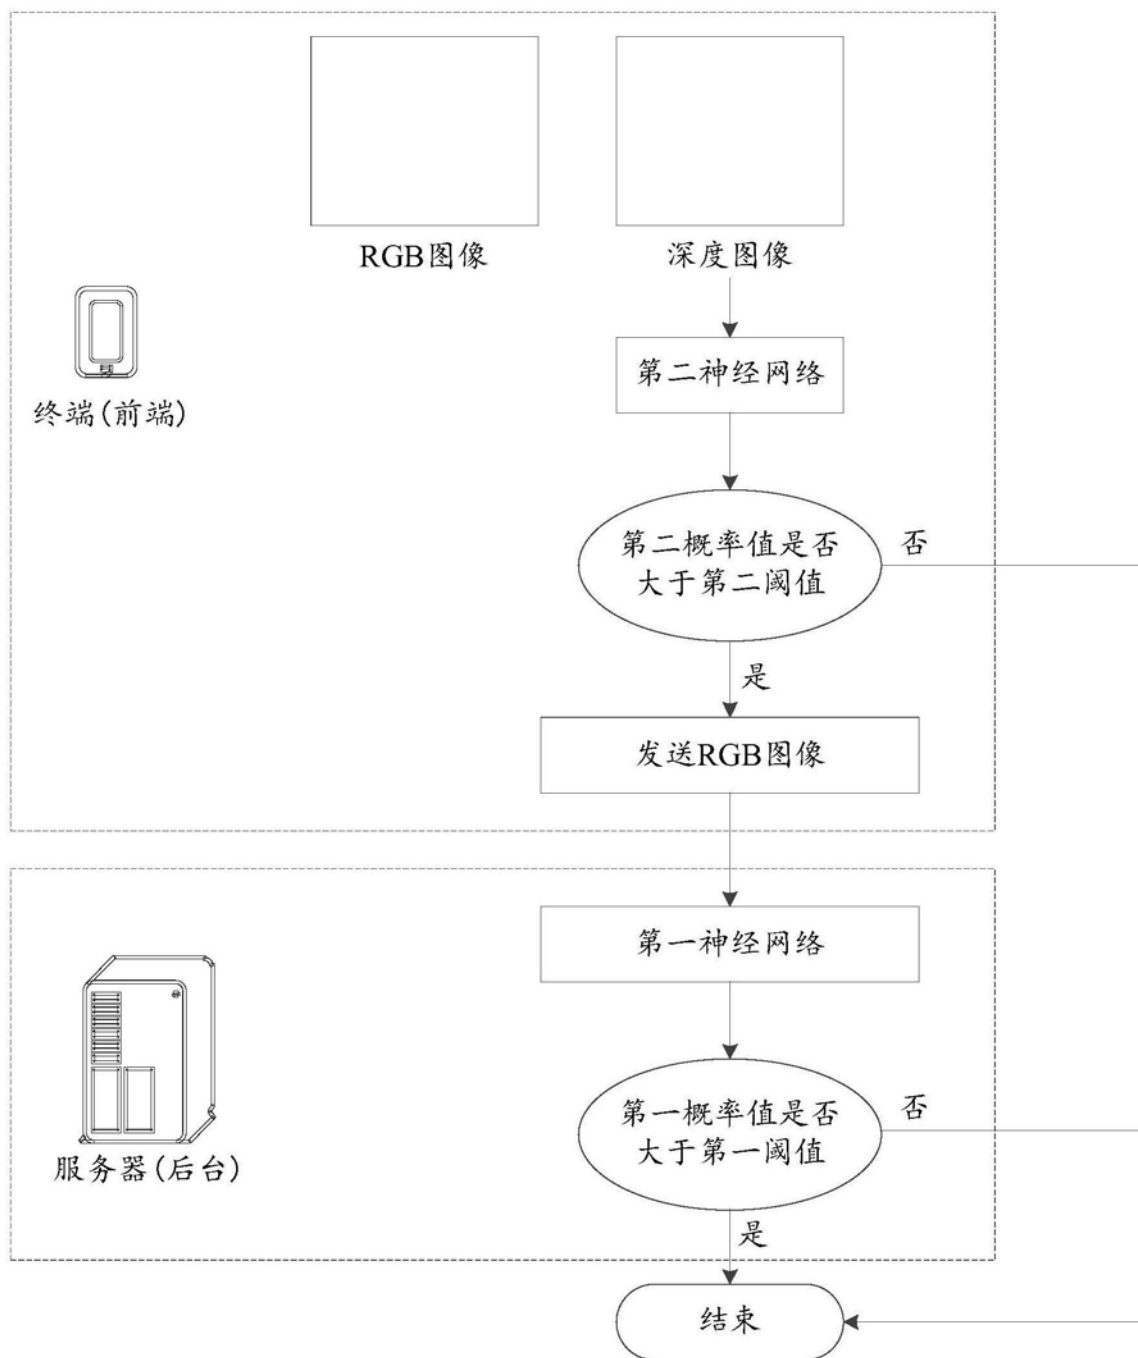 RGB图像
深度图像
第二神经网络
终端(前端)
第二概率值是否
大于第二阈值
否
是
发送RGB图像
第一神经网络
第一概率值是否
大于第一阈值
否
服务器(后台)
是
结束